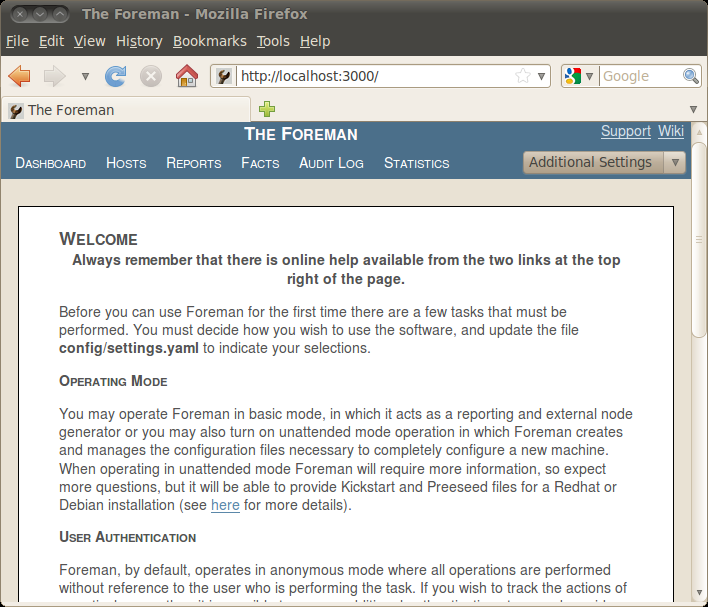 The Foreman - Mozilla Firefox
File Edit View History Bookmarks Tools Help
http://localhost:3000/ Google
The Foreman
THE FOREMAN Support Wiki
DASHBOARD HOSTS REPORTS FACTS AUDIT LOG STATISTICS Additional Settings
WELCOME
Always remember that there is online help available from the two links at the top
right of the page.
Before you can use Foreman for the first time there are a few tasks that must be
performed. You must decide how you wish to use the software, and update the file
config/settings.yaml to indicate your selections.
OPERATING MODE
You may operate Foreman in basic mode, in which it acts as a reporting and external node
generator or you may also turn on unattended mode operation in which Foreman creates
and manages the configuration files necessary to completely configure a new machine.
When operating in unattended mode Foreman will require more information, so expect
more questions, but it will be able to provide Kickstart and Preeseed files for a Redhat or
Debian installation (see here for more details).
USER AUTHENTICATION
Foreman, by default, operates in anonymous mode where all operations are performed
without reference to the user who is performing the task. If you wish to track the actions of